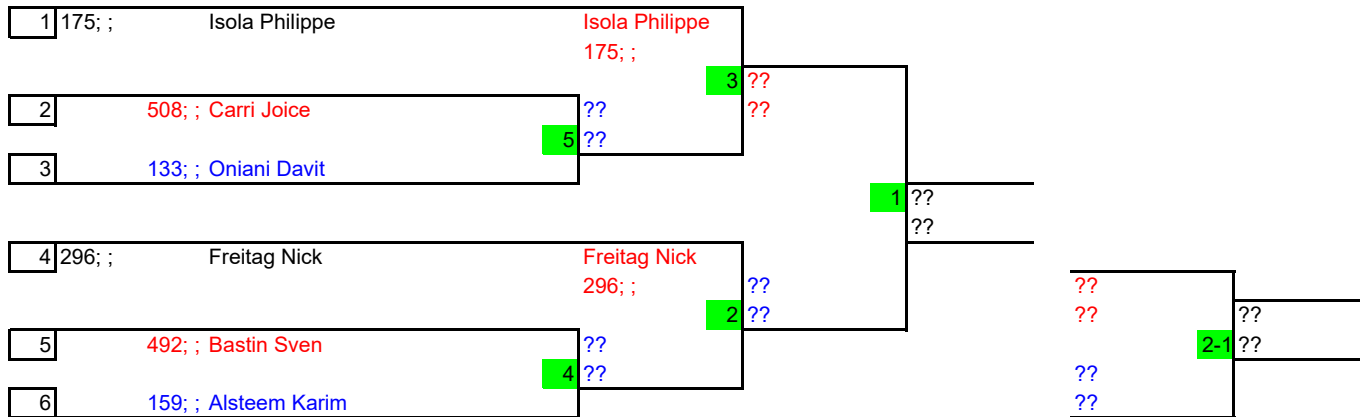 1 175; ; Isola Philippe Isola Philippe
175; ;
3 ??
2 508; ; Carri Joice ?? ??
5 ??
3 133; ; Oniani Davit
1 ??
??
4 296; ; Freitag Nick Freitag Nick
296; ; ?? ??
2 ?? ?? ??
5 492; ; Bastin Sven ?? 2-1 ??
4 ?? ??
6 159; ; Alsteem Karim ??